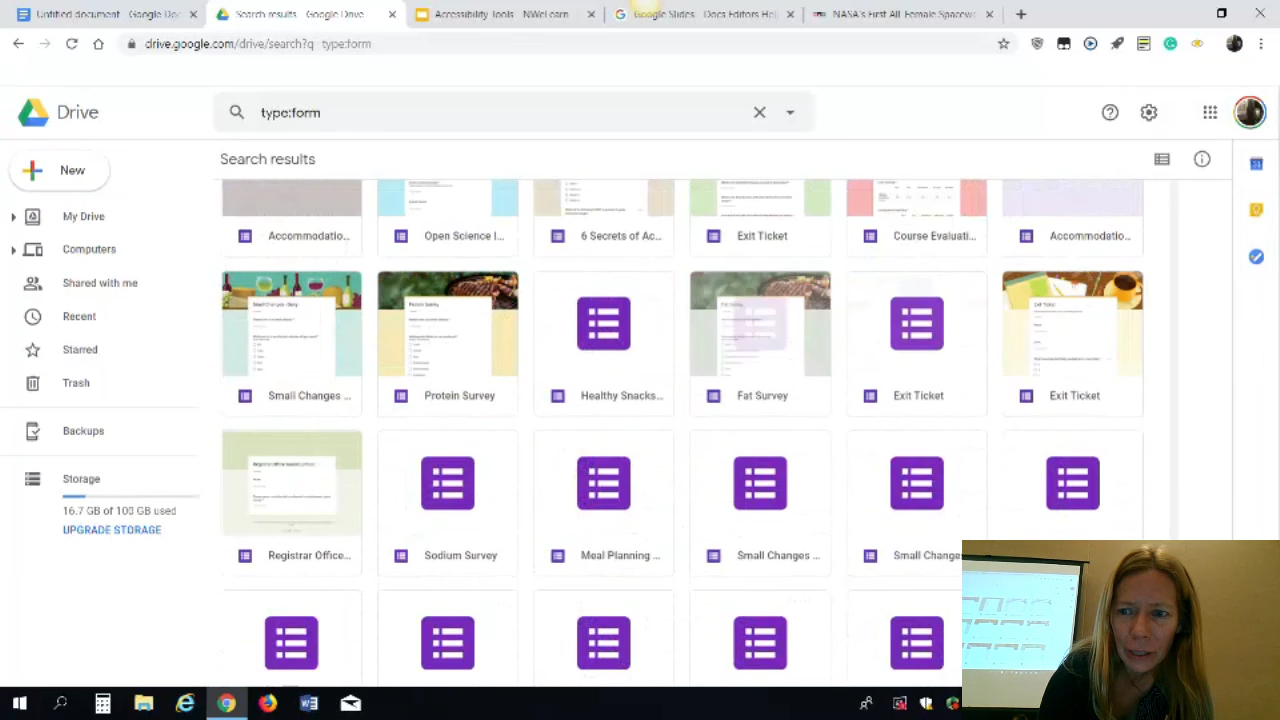 Untitled document - Google Doc
Search results - Google Drive
Accessibility Tools - NWeLearn
Google Slides - Docs Editors Help
NASA's First All-Female Spacew
drive.google.com/drive/search?q type:form
Drive
type:form
New
Search results
My Drive
Computers
Shared with me
Recent
Starred
Trash
Backups
Storage
16.7 GB of 100 GB used
UPGRADE STORAGE
Accommodatio...
Open Science I...
6 Secrets of Ac...
Exit Ticket
Course Evaluati...
Accommodatio...
Small Changes ...
Protein Survey
Healthy Snacks...
Fat Survey
Exit Ticket
Exit Ticket
Registrar Office...
Sodium Survey
Meal Planning ...
Small Changes ...
Small Change